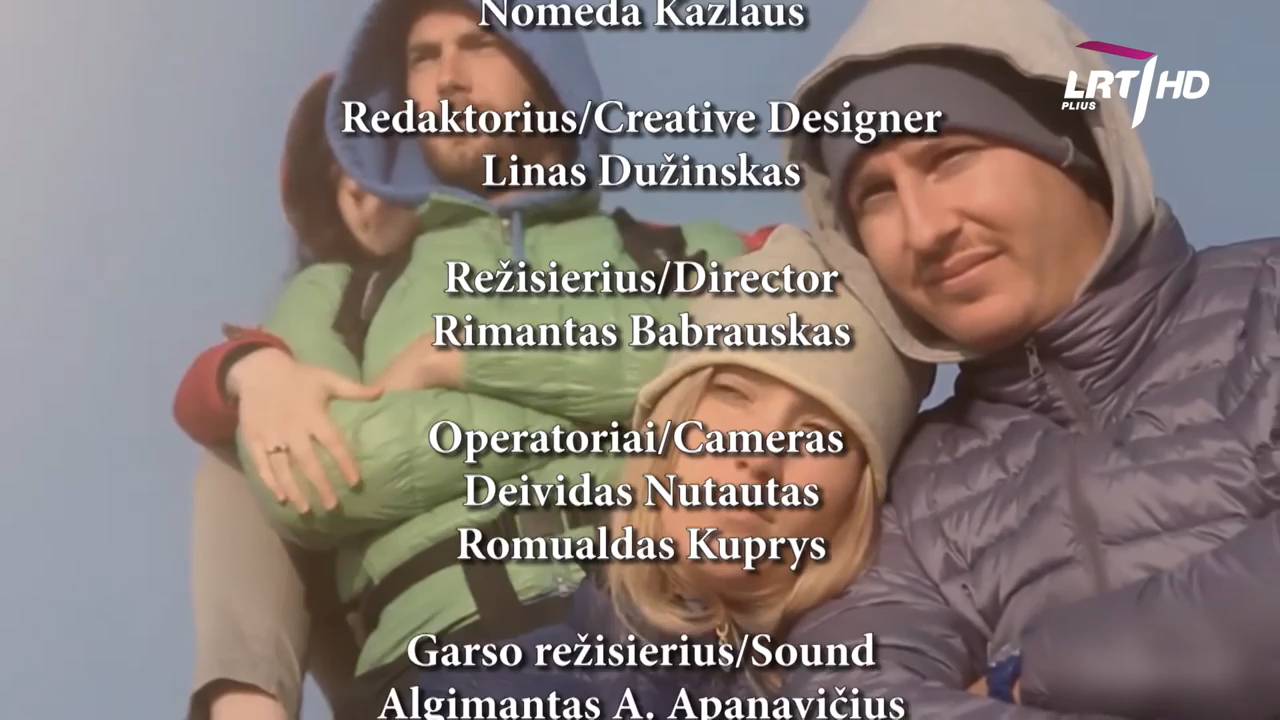 Nomeda Kazlaus
LRT HD
PLIUS
Redaktorius/Creative Designer
Linas Dužinskas
Režisierius/Director
Rimantas Babrauskas
Operatoriai/Cameras
Deividas Nutautas
Romualdas Kuprys
Garso režisierius/Sound
Algimantas A. Apanavičius